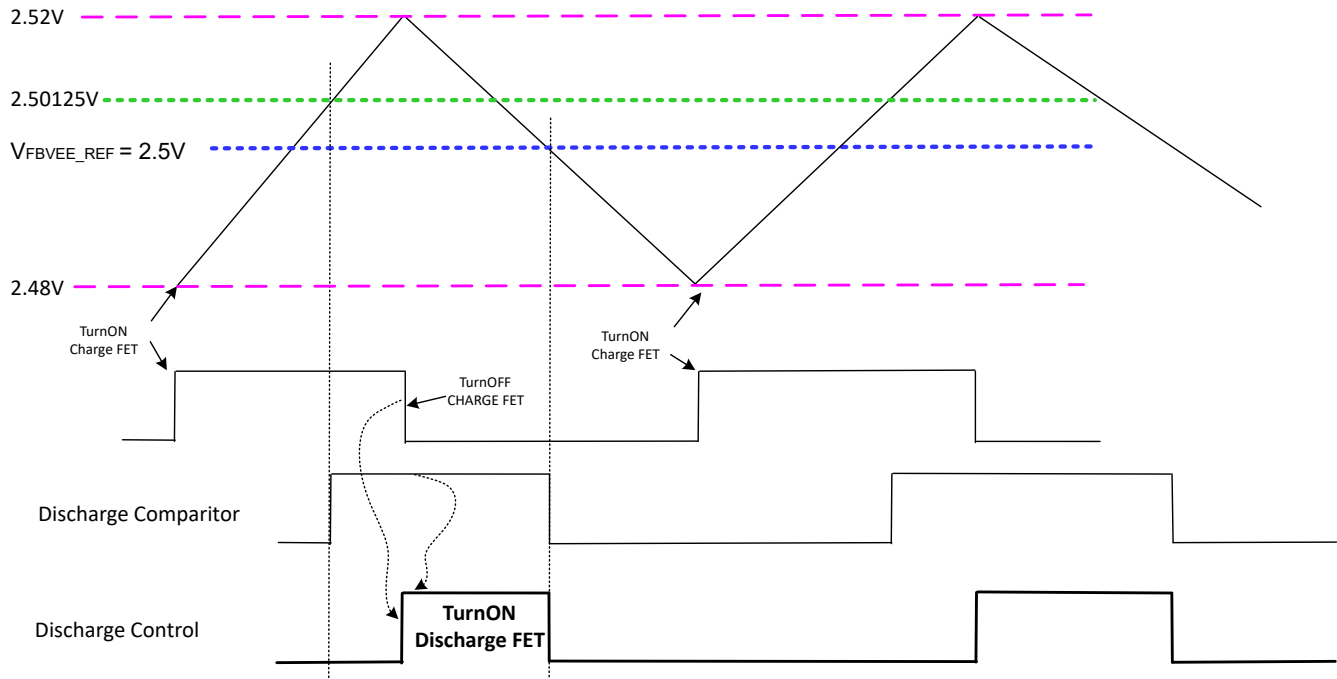 2.52V
2.50125V
VFBVEE_REF = 2.5V
2.48V
TurnON
Charge FET
TurnON
Charge FET
TurnOFF
CHARGE FET
Discharge Comparitor
Discharge Control
TurnON
Discharge FET